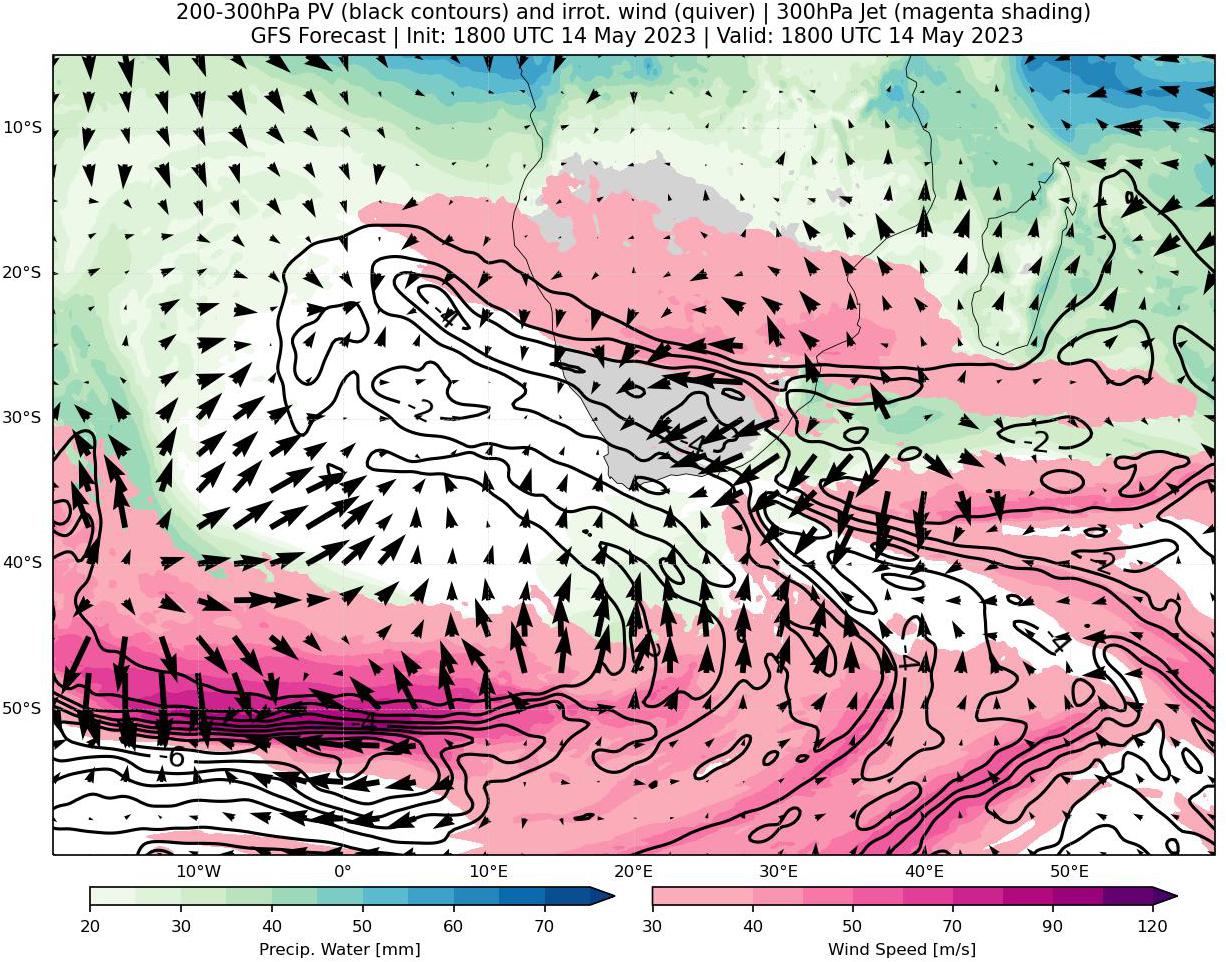 200-300hPa PV (black contours) and irrot. wind (quiver) | 300hPa Jet (magenta shading)
GFS Forecast | Init: 1800 UTC 14 May 2023 | Valid: 1800 UTC 14 May 2023
10°S
20°S
-4
-2
30°S
-4
-2
40°S
-2
-4
-4
50°S
-4
-6
10°W 0° 10°E 20°E 30°E 40°E 50°E
20 30 40 50 60 70
30 40 50 70 90 120
Precip. Water [mm]
Wind Speed [m/s]